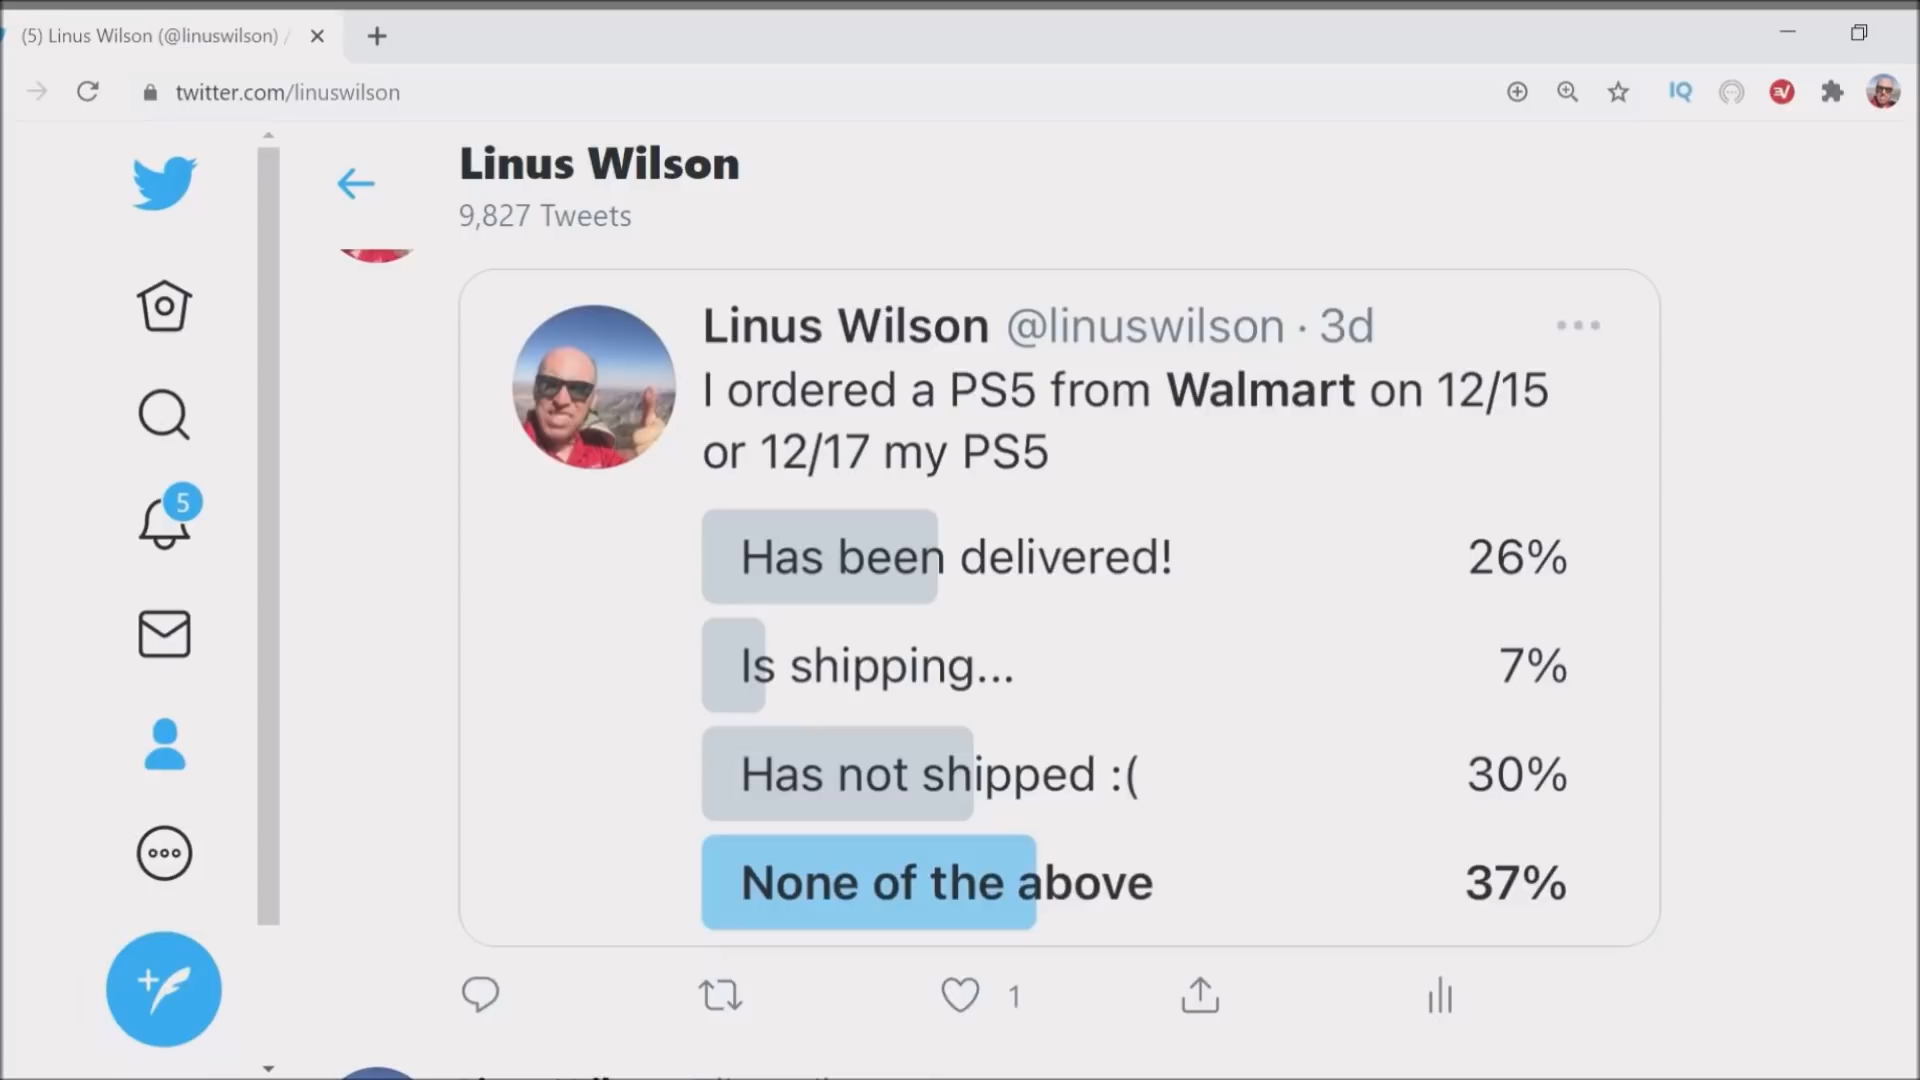 (5) Linus Wilson (@linuswilson) /
twitter.com/linuswilson
IQ
Linus Wilson
9,827 Tweets
Linus Wilson @linuswilson · 3d
I ordered a PS5 from Walmart on 12/15
or 12/17 my PS5
Has been delivered! 26%
5
Is shipping... 7%
Has not shipped :( 30%
None of the above 37%
1